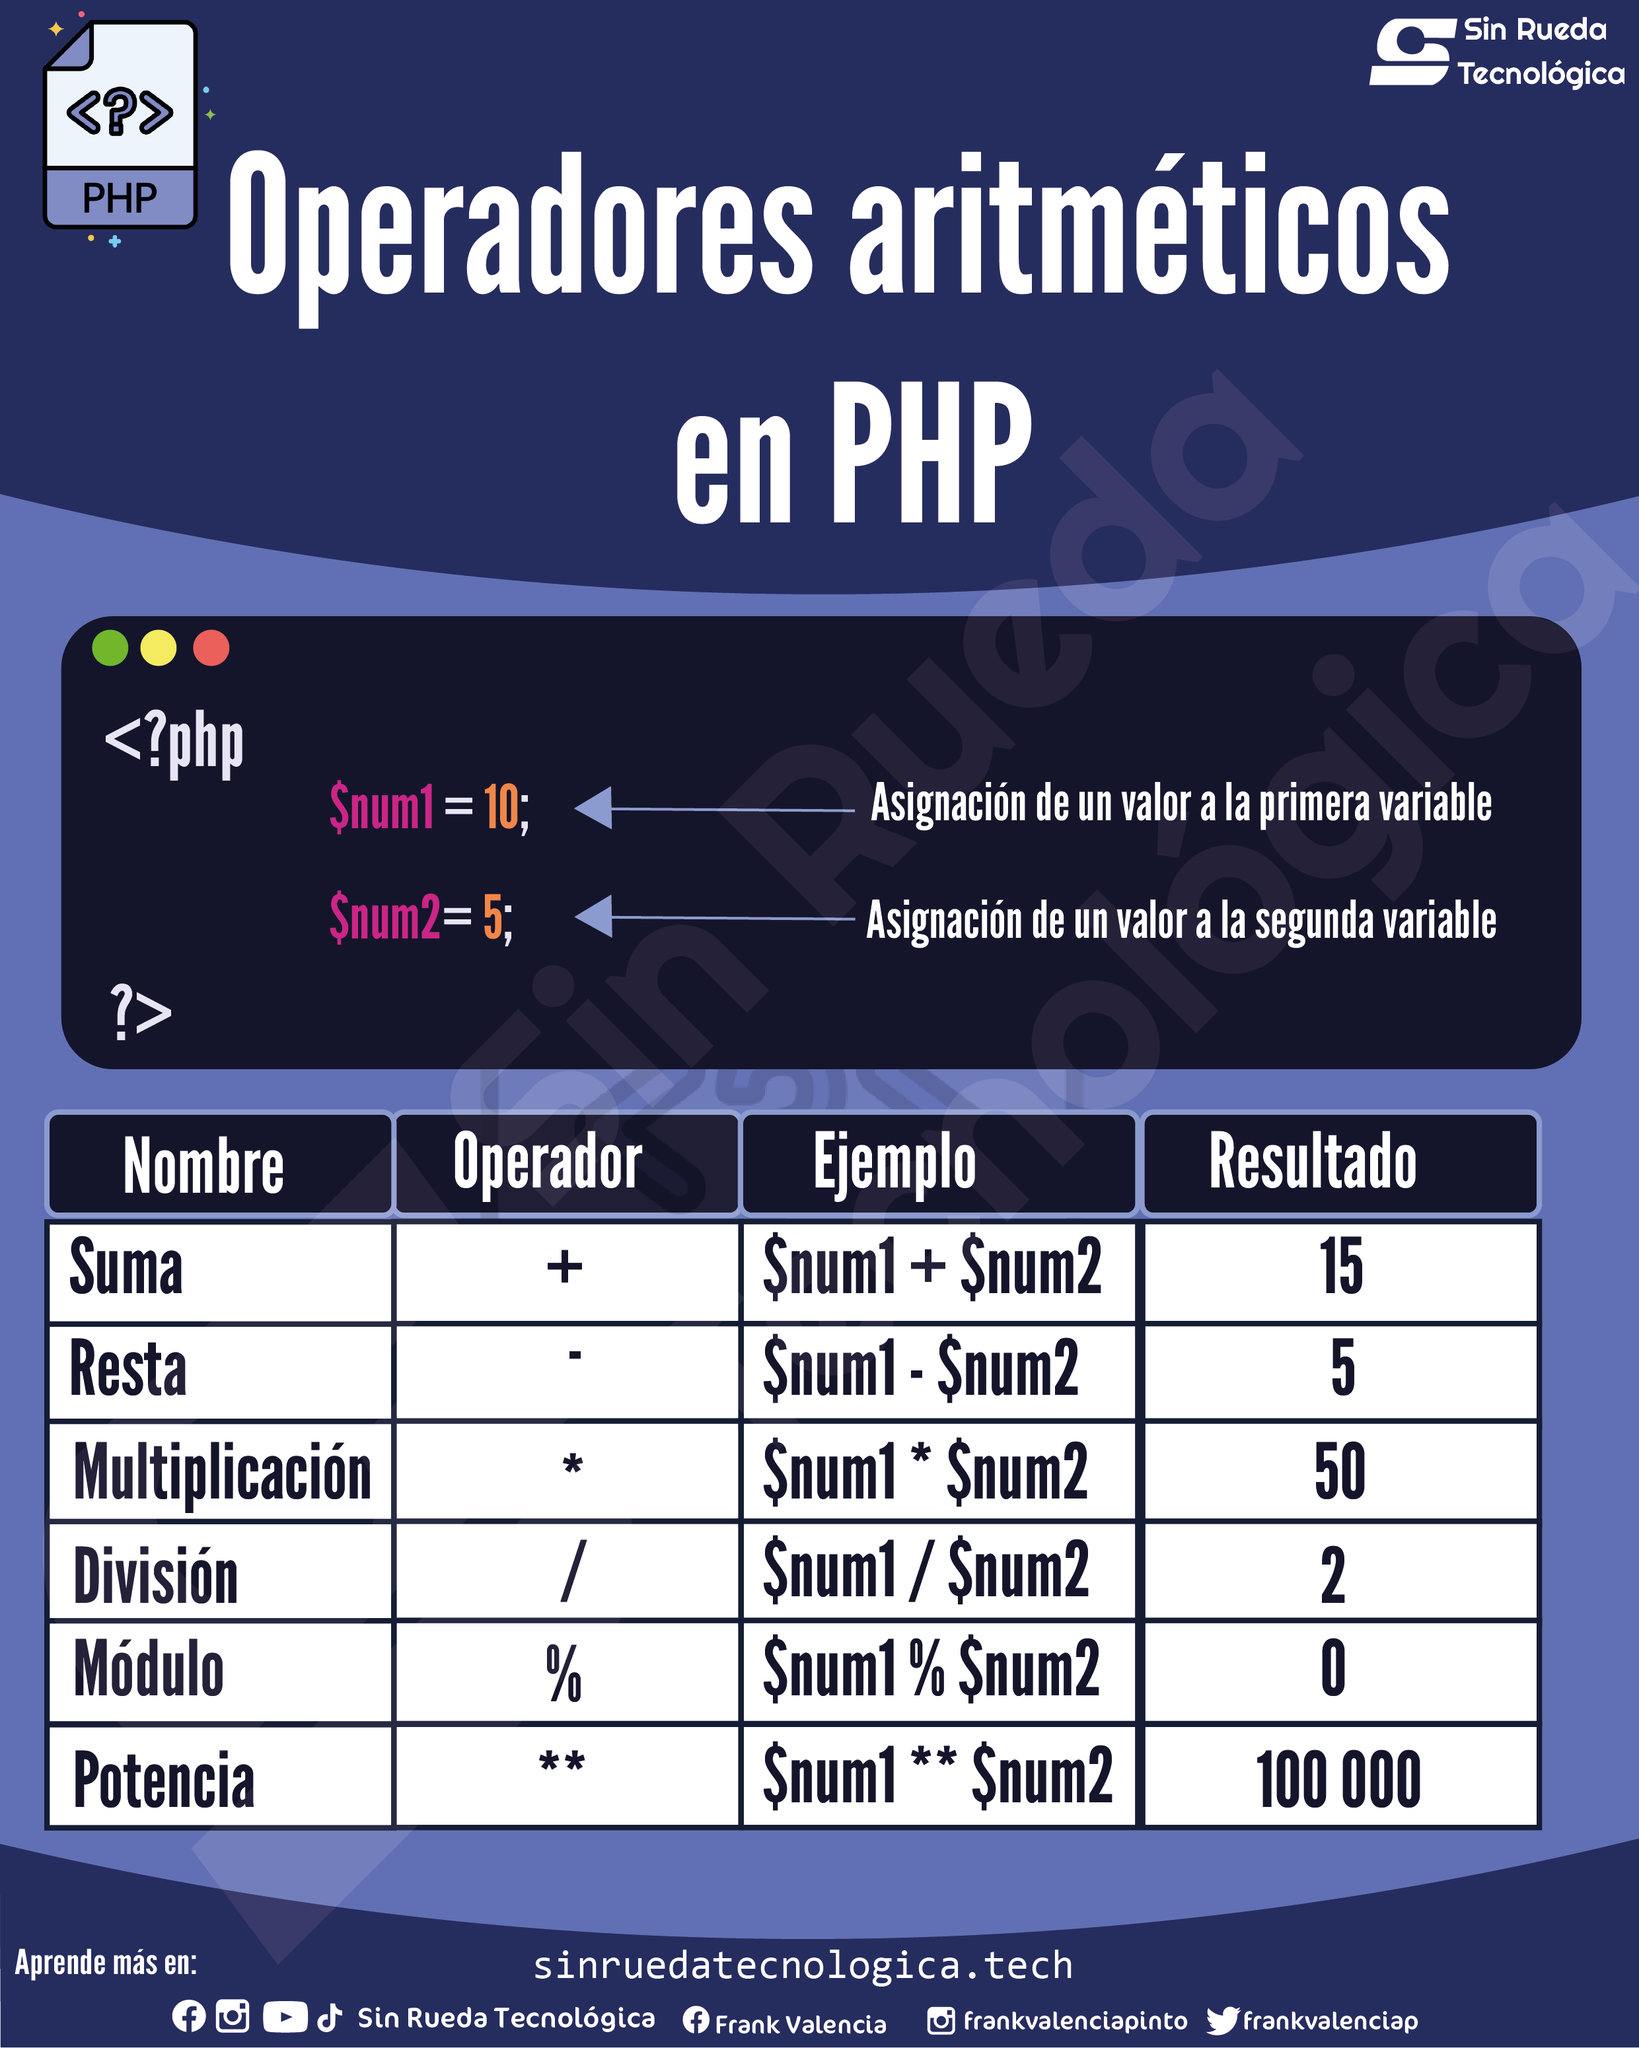 <?>
PHP
Sin Rueda
Tecnológica
Operadores aritméticos
en PHP
<?php
$num1 = 10;
Asignación de un valor a la primera variable
$num2= 5;
Asignación de un valor a la segunda variable
?>
Nombre Operador Ejemplo Resultado
Suma + $num1 + $num2 15
Resta - $num1 - $num2 5
Multiplicación * $num1 * $num2 50
División / $num1 / $num2 2
Módulo % $num1 % $num2 0
Potencia ** $num1 ** $num2 100 000
Sin Rueda
Tecnológica
Aprende más en:
sinruedatecnologica.tech
Sin Rueda Tecnológica Frank Valencia frankvalenciapinto frankvalenciap